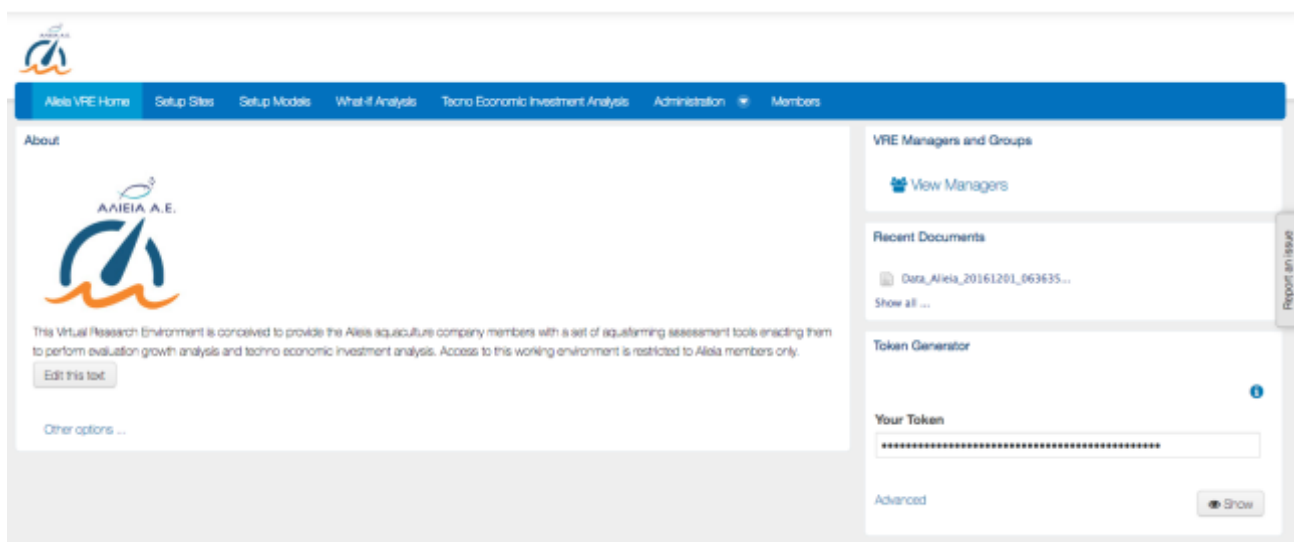 Alieia VRE Home Setup Sites Setup Models What-if Analysis Tecno Economic Investment Analysis Administration Members
About
ΑΛΙΕΙΑ Α.Ε.
This Virtual Research Environment is conceived to provide the Alieia aquaculture company members with a set of aquafarming assessment tools enacting them
to perform evaluation growth analysis and techno economic investment analysis. Access to this working environment is restricted to Alieia members only.
Edit this text
Other options ...
VRE Managers and Groups
View Managers
Recent Documents
Data_Alieia_20161201_063635...
Show all ...
Token Generator
Your Token
Advanced
Show
Report an issue